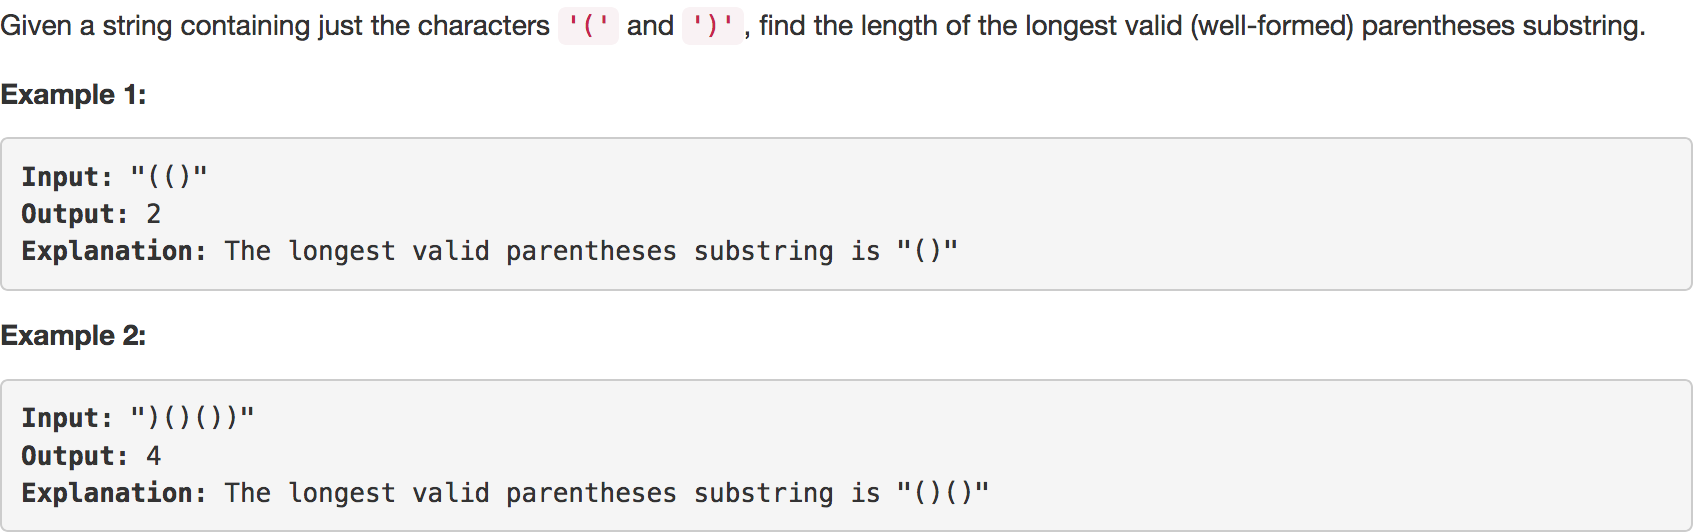 Given a string containing just the characters '(' and ')', find the length of the longest valid (well-formed) parentheses substring.
Example 1:
Input: "(()"
Output: 2
Explanation: The longest valid parentheses substring is "()"
Example 2:
Input: ")()())"
Output: 4
Explanation: The longest valid parentheses substring is "()()"